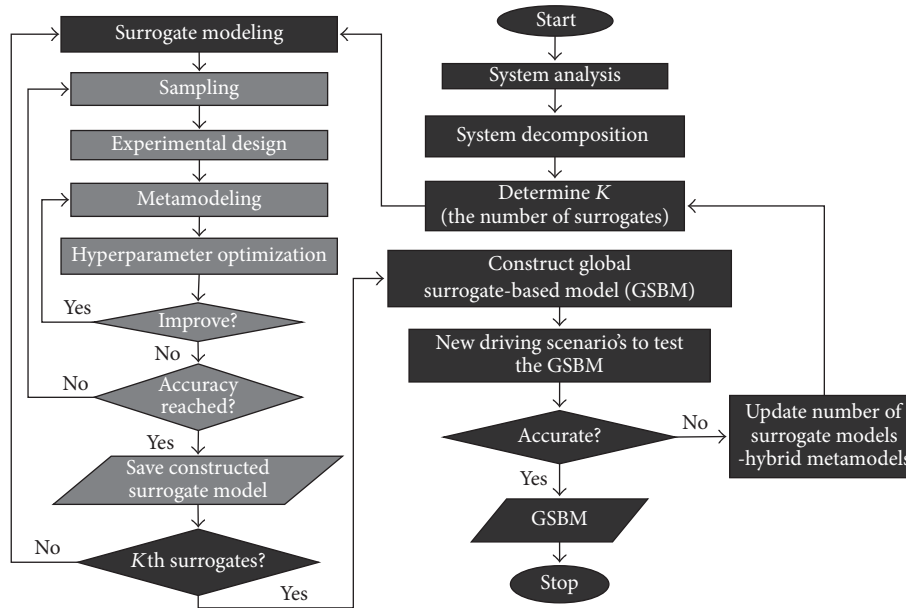 Start
System analysis
System decomposition
Determine K
(the number of surrogates)
Surrogate modeling
Sampling
Experimental design
Metamodeling
Hyperparameter optimization
Yes
Improve?
No
No
Accuracy
reached?
Yes
Save constructed
surrogate model
No
Kth surrogates?
Yes
Construct global
surrogate-based model (GSBM)
New driving scenario's to test
the GSBM
Accurate?
No
Update number of
surrogate models
-hybrid metamodels
Yes
GSBM
Stop